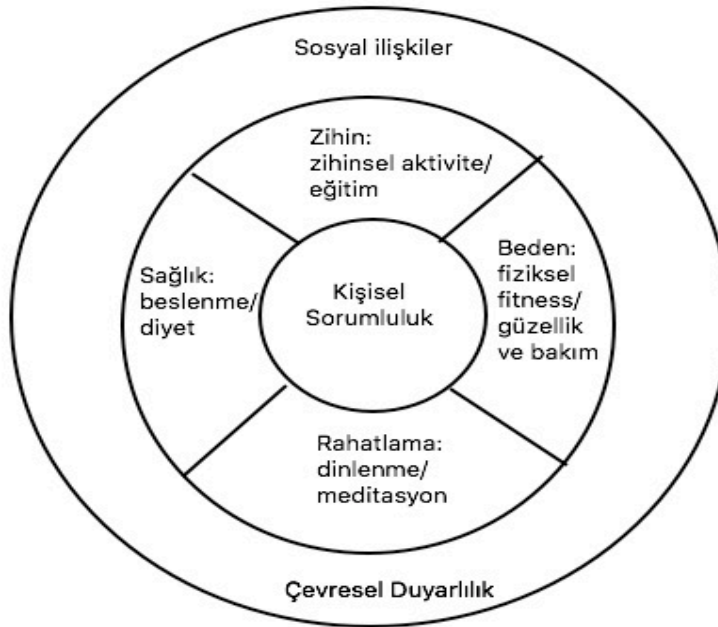 Sosyal ilişkiler
Zihin:
zihinsel aktivite/
eğitim
Sağlık:
beslenme/
diyet
Kişisel
Sorumluluk
Beden:
fiziksel
fitness/
güzellik
ve bakım
Rahatlama:
dinlenme/
meditasyon
Çevresel Duyarlılık